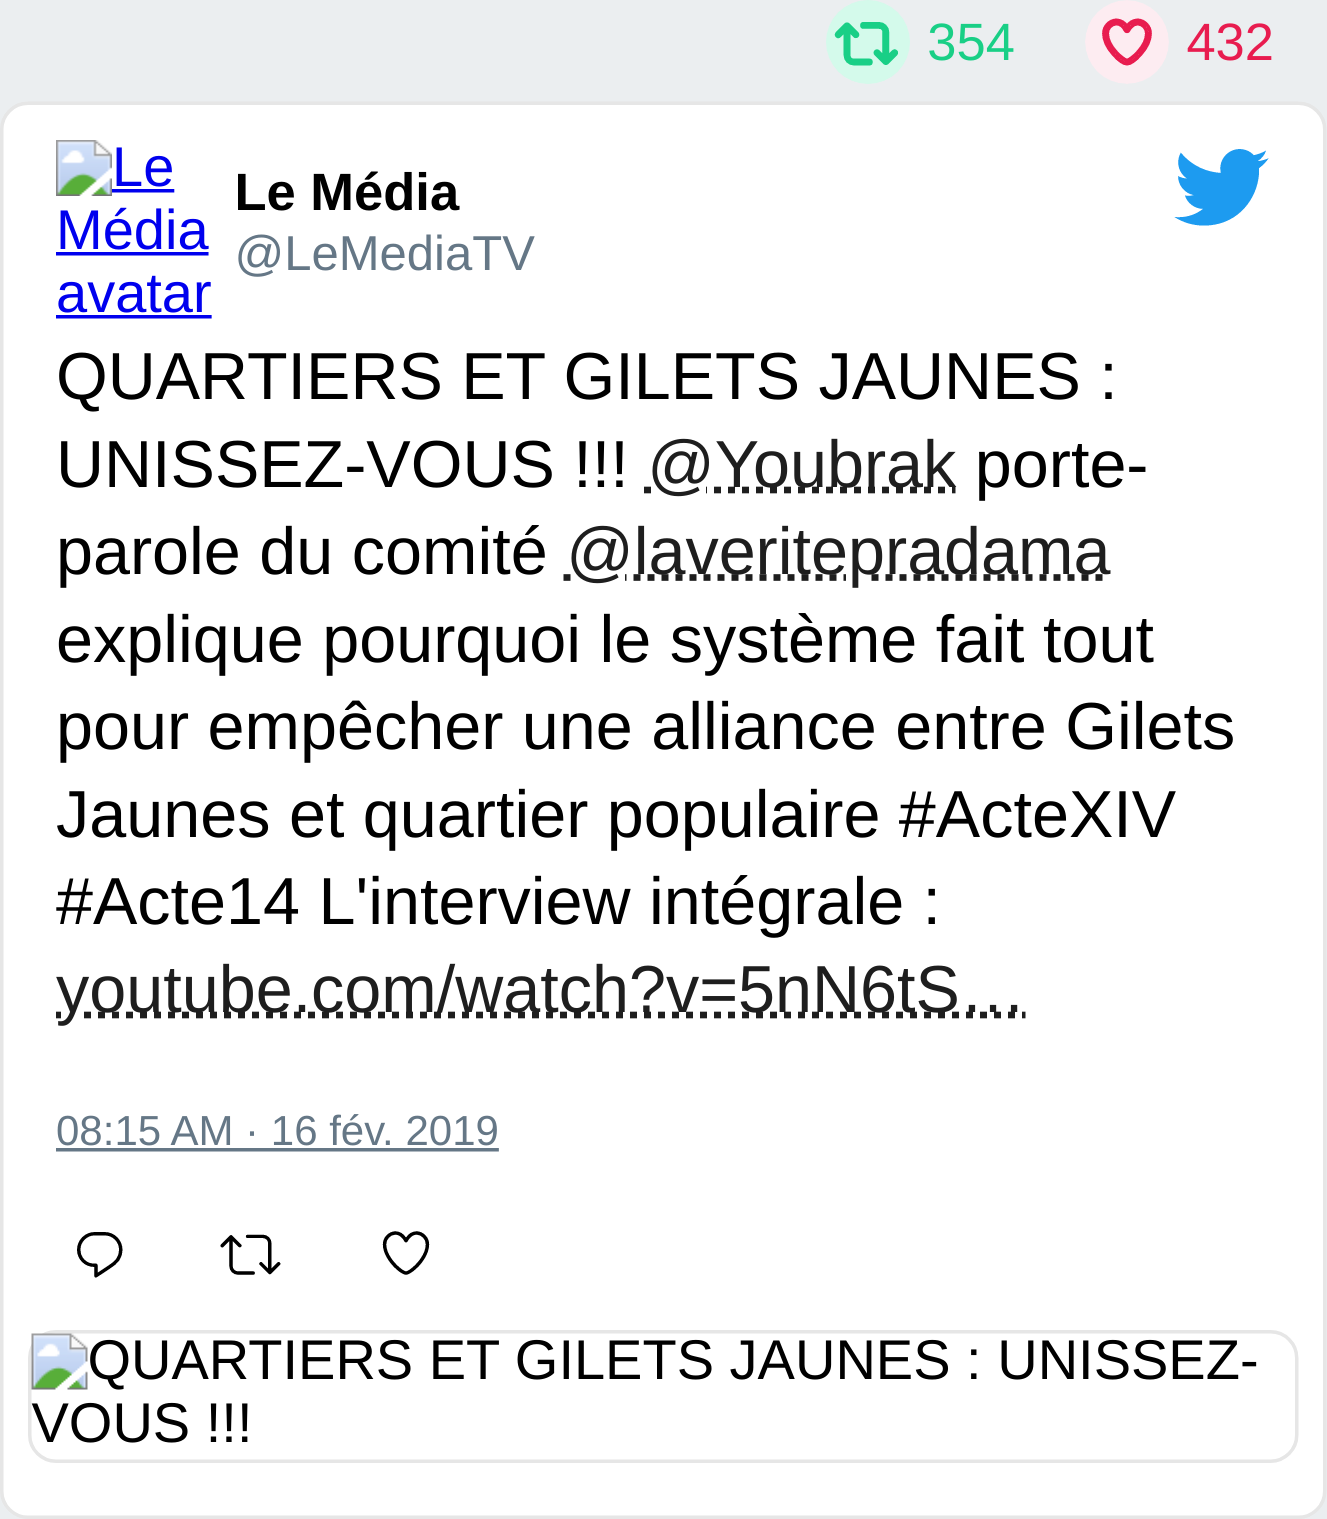 354 432
Le
Média
avatar
Le Média
@LeMediaTV
QUARTIERS ET GILETS JAUNES :
UNISSEZ-VOUS !!! @Youbrak porte-
parole du comité @laveritepradama
explique pourquoi le système fait tout
pour empêcher une alliance entre Gilets
Jaunes et quartier populaire #ActeXIV
#Acte14 L'interview intégrale :
youtube.com/watch?v=5nN6tS…
08:15 AM · 16 fév. 2019
QUARTIERS ET GILETS JAUNES : UNISSEZ-
VOUS !!!